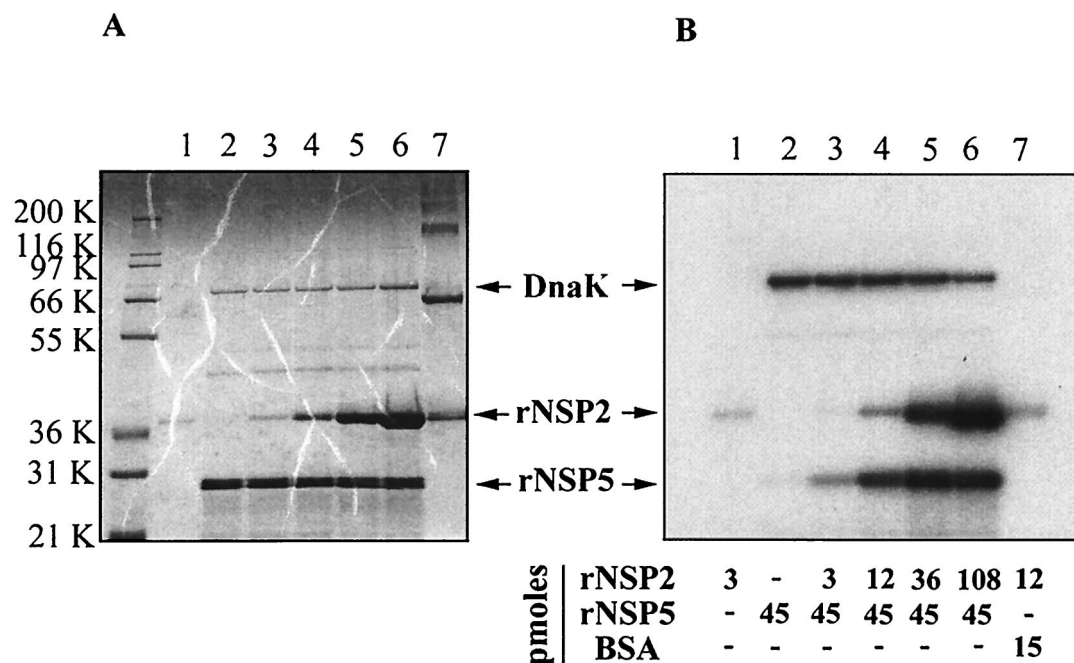 A B
1 2 3 4 5 6 7 1 2 3 4 5 6 7
200 K
116 K
97 K
66 K
55 K
36 K
31 K
21 K
DnaK
rNSP2
rNSP5
pmoles
rNSP2 3 - 3 12 36 108 12
rNSP5 - 45 45 45 45 45 -
BSA - - - - - - 15